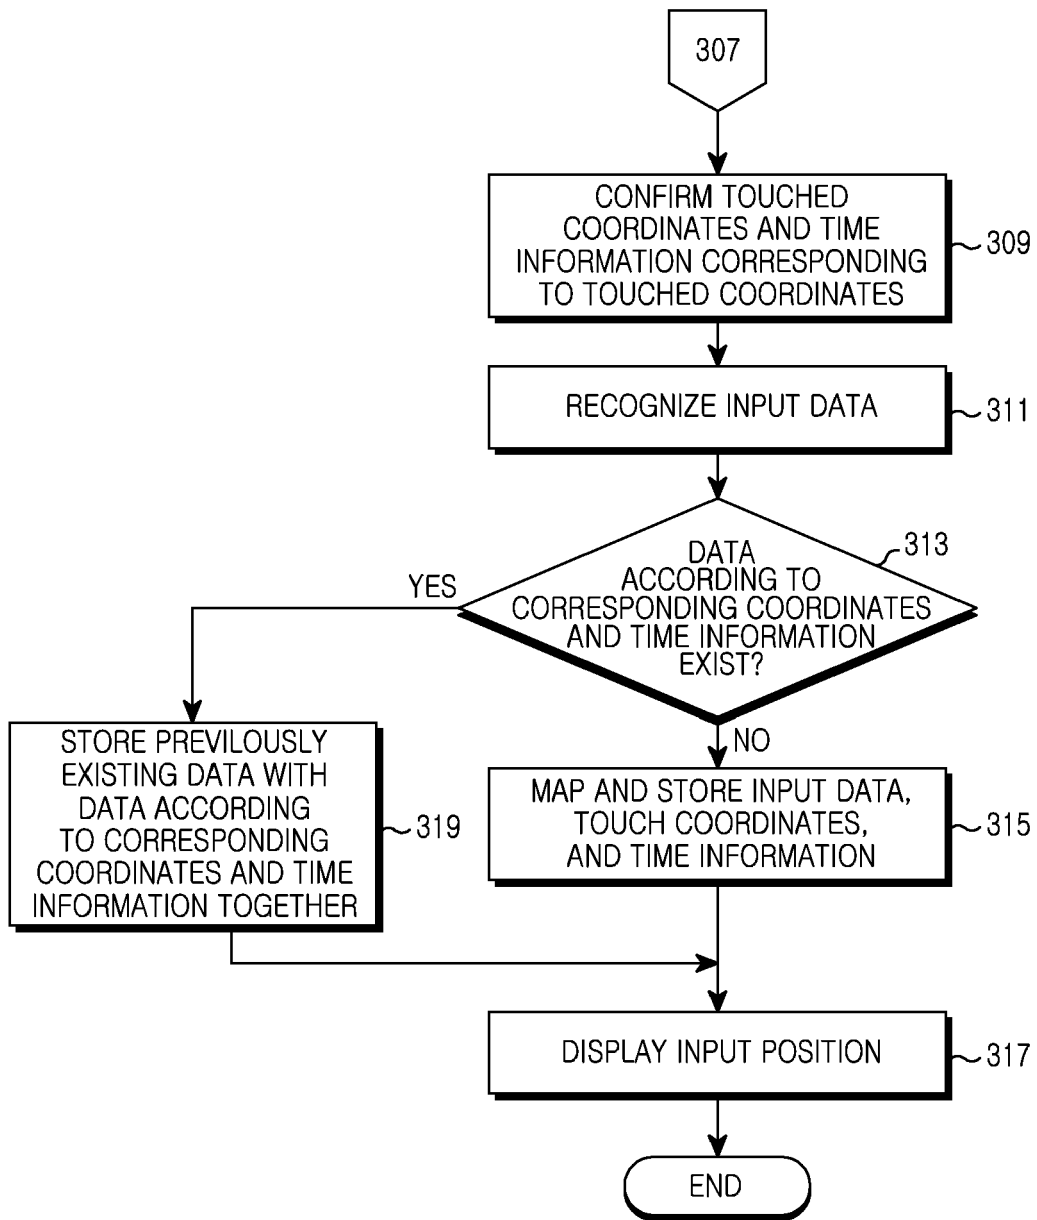 307
CONFIRM TOUCHED
COORDINATES AND TIME
INFORMATION CORRESPONDING
TO TOUCHED COORDINATES
309
RECOGNIZE INPUT DATA
311
DATA
ACCORDING TO
CORRESPONDING COORDINATES
AND TIME INFORMATION
EXIST?
313
YES
NO
STORE PREVILOUSLY
EXISTING DATA WITH
DATA ACCORDING
TO CORRESPONDING
COORDINATES AND TIME
INFORMATION TOGETHER
319
MAP AND STORE INPUT DATA,
TOUCH COORDINATES,
AND TIME INFORMATION
315
DISPLAY INPUT POSITION
317
END